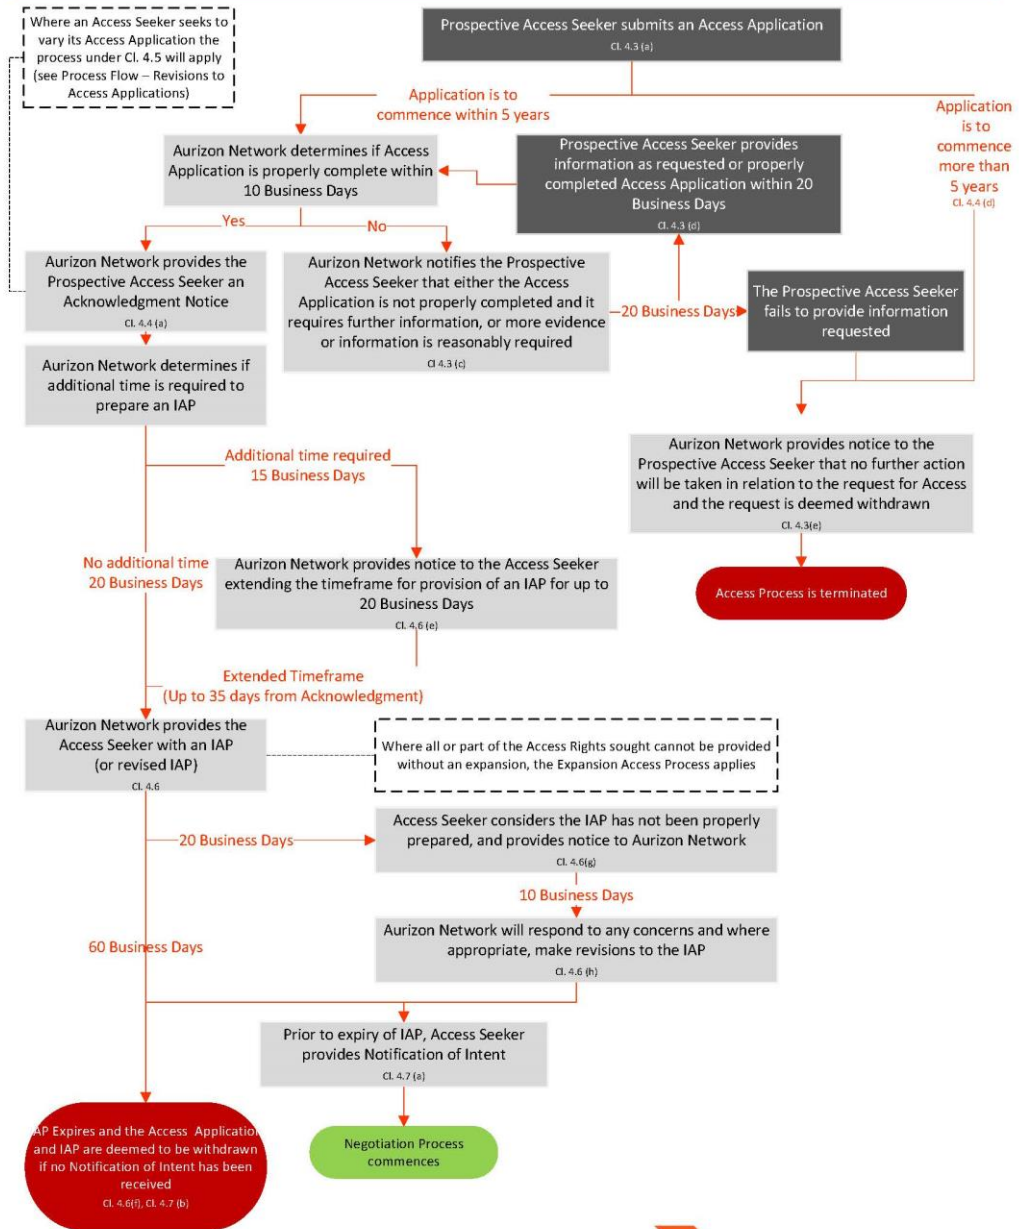 Where an Access Seeker seeks to
vary its Access Application the
process under Cl. 4.5 will apply
(see Process Flow – Revisions to
Access Applications)
Prospective Access Seeker submits an Access Application
Cl. 4.3 (a)
Application is to
commence within 5 years
Application
is to
commence
more than
5 years
Cl. 4.4 (d)
Aurizon Network determines if Access
Application is properly complete within
10 Business Days
Prospective Access Seeker provides
information as requested or properly
completed Access Application within 20
Business Days
Cl. 4.3 (d)
Yes
No
Aurizon Network provides the
Prospective Access Seeker an
Acknowledgment Notice
Cl. 4.4 (a)
Aurizon Network notifies the Prospective
Access Seeker that either the Access
Application is not properly completed and it
requires further information, or more evidence
or information is reasonably required
Cl 4.3 (c)
20 Business Days
The Prospective Access Seeker
fails to provide information
requested
Aurizon Network determines if
additional time is required to
prepare an IAP
Additional time required
15 Business Days
Aurizon Network provides notice to the
Prospective Access Seeker that no further action
will be taken in relation to the request for Access
and the request is deemed withdrawn
Cl. 4.3(e)
No additional time
20 Business Days
Aurizon Network provides notice to the Access Seeker
extending the timeframe for provision of an IAP for up to
20 Business Days
Cl. 4.6 (e)
Access Process is terminated
Extended Timeframe
(Up to 35 days from Acknowledgment)
Aurizon Network provides the
Access Seeker with an IAP
(or revised IAP)
Cl. 4.6
Where all or part of the Access Rights sought cannot be provided
without an expansion, the Expansion Access Process applies
20 Business Days
Access Seeker considers the IAP has not been properly
prepared, and provides notice to Aurizon Network
Cl. 4.6(g)
10 Business Days
60 Business Days
Aurizon Network will respond to any concerns and where
appropriate, make revisions to the IAP
Cl. 4.6 (h)
Prior to expiry of IAP, Access Seeker
provides Notification of Intent
Cl. 4.7 (a)
AP Expires and the Access Application
and IAP are deemed to be withdrawn
if no Notification of Intent has been
received
Cl. 4.6(f), Cl. 4.7 (b)
Negotiation Process
commences